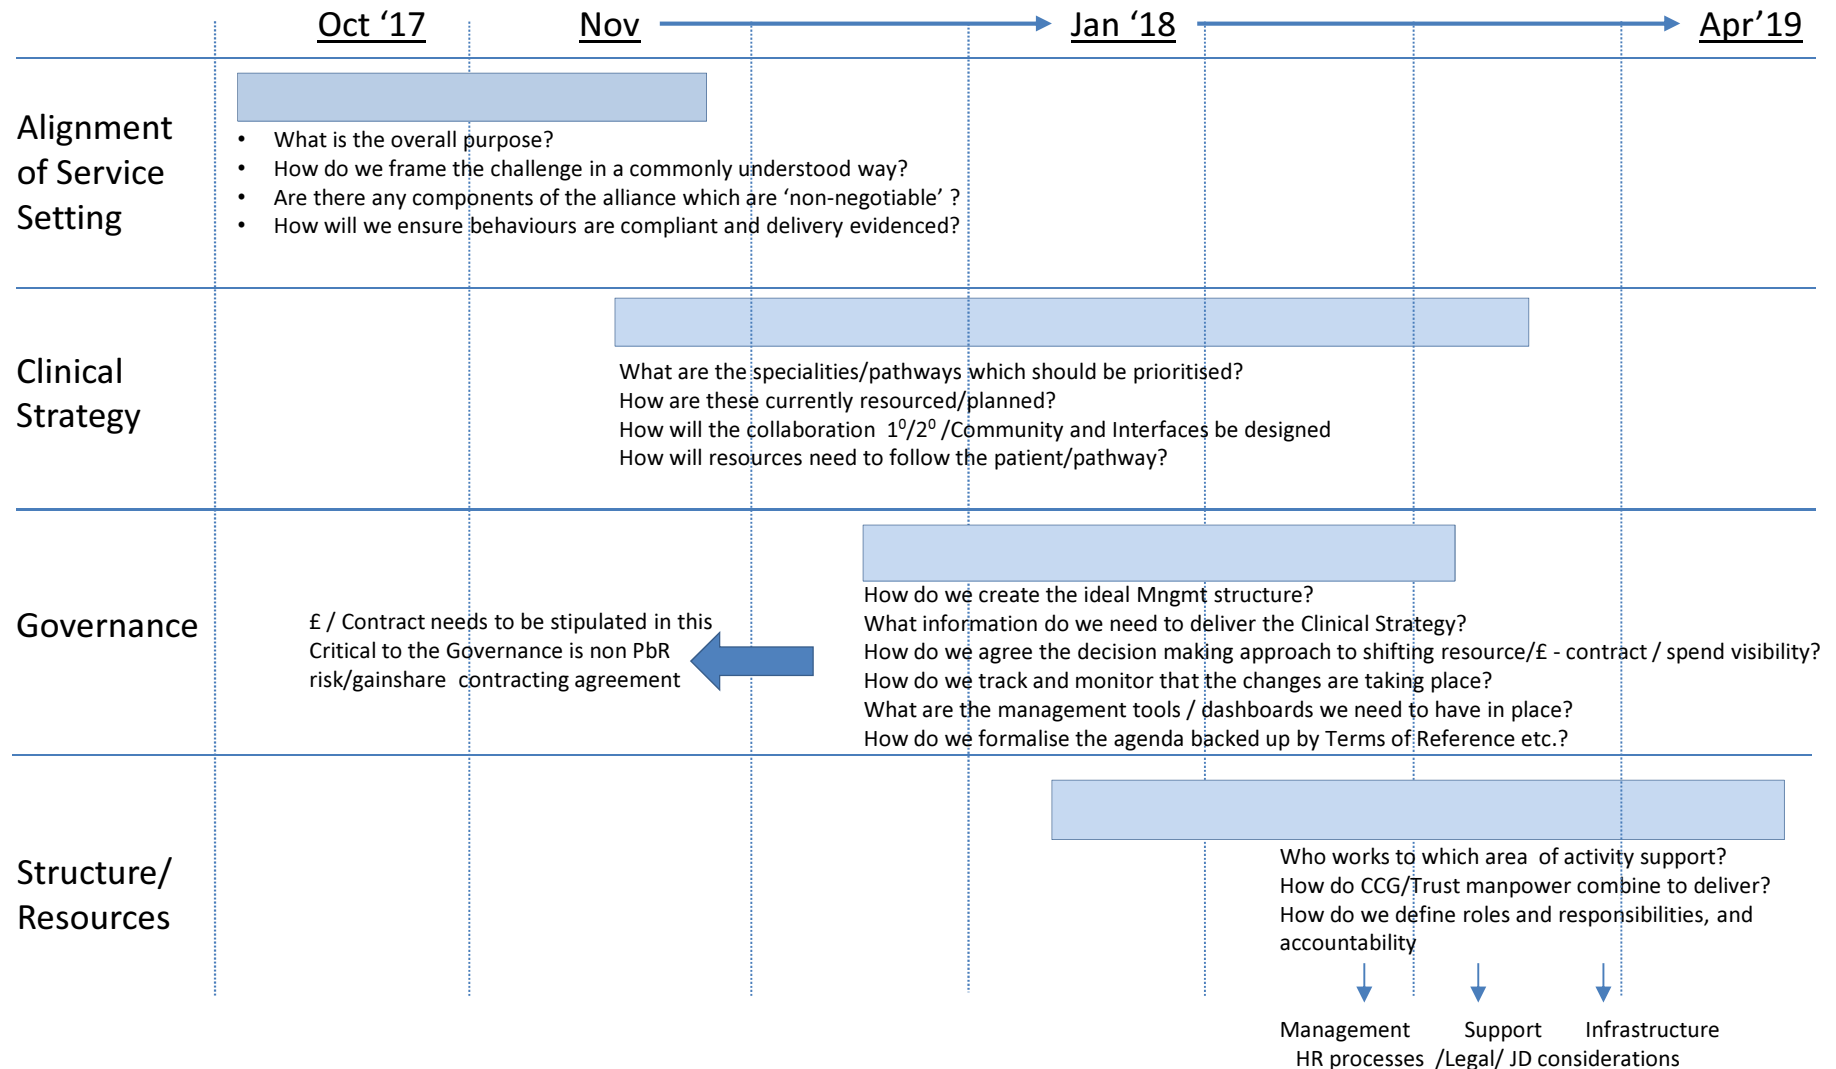 Oct ‘17 Nov Jan ‘18 Apr’19
Alignment
of Service
Setting
• What is the overall purpose?
• How do we frame the challenge in a commonly understood way?
• Are there any components of the alliance which are ‘non-negotiable’ ?
• How will we ensure behaviours are compliant and delivery evidenced?
Clinical
Strategy
What are the specialities/pathways which should be prioritised?
How are these currently resourced/planned?
How will the collaboration 1⁰/2⁰ /Community and Interfaces be designed
How will resources need to follow the patient/pathway?
Governance
£ / Contract needs to be stipulated in this
Critical to the Governance is non PbR
risk/gainshare contracting agreement
How do we create the ideal Mngmt structure?
What information do we need to deliver the Clinical Strategy?
How do we agree the decision making approach to shifting resource/£ - contract / spend visibility?
How do we track and monitor that the changes are taking place?
What are the management tools / dashboards we need to have in place?
How do we formalise the agenda backed up by Terms of Reference etc.?
Structure/
Resources
Who works to which area of activity support?
How do CCG/Trust manpower combine to deliver?
How do we define roles and responsibilities, and
accountability
Management Support Infrastructure
HR processes /Legal/ JD considerations